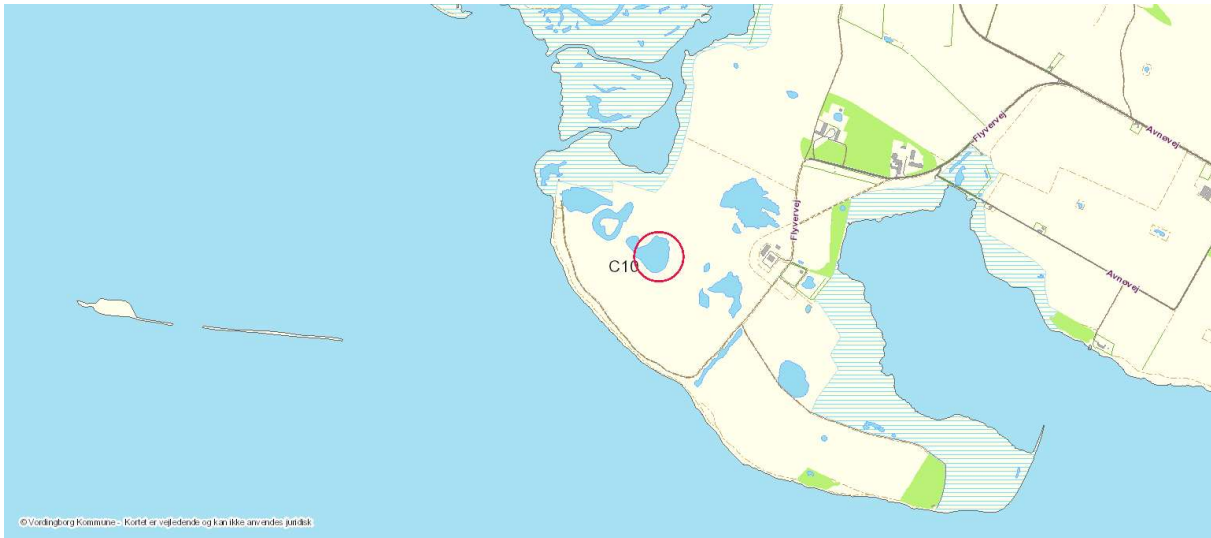 Flyvervej
Avnøvej
Flyvervej
C10
Avnøvej
© Vordingborg Kommune - Kortet er vejledende og kan ikke anvendes juridisk